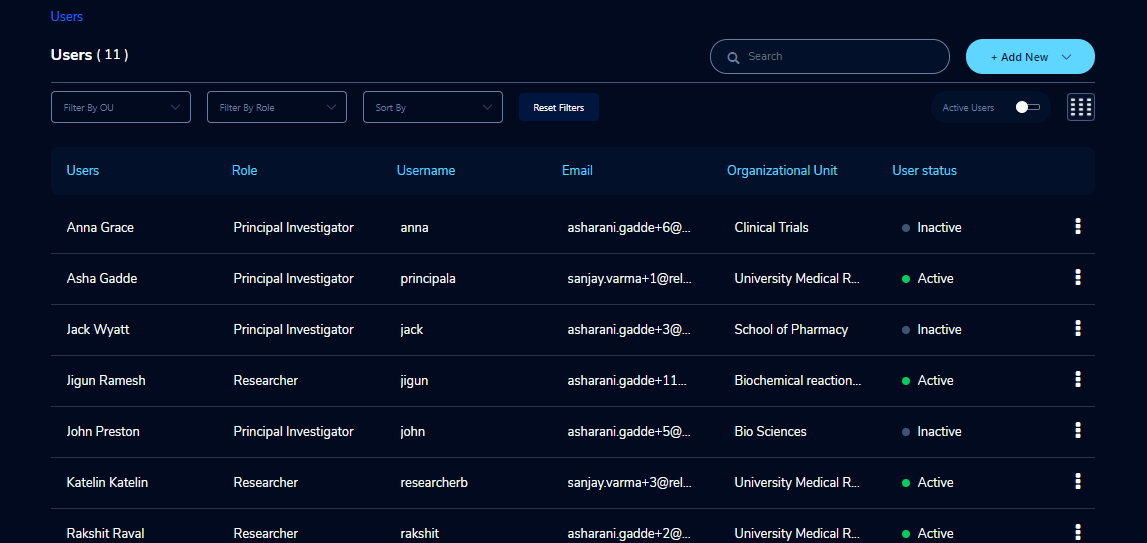 Users
Users ( 11 )
Search
+ Add New
Filter By OU
Filter By Role
Sort By
Reset Filters
Active Users
Users Role Username Email Organizational Unit User status
Anna Grace Principal Investigator anna asharani.gadde+6@... Clinical Trials Inactive
Asha Gadde Principal Investigator principala sanjay.varma+1@rel... University Medical R... Active
Jack Wyatt Principal Investigator jack asharani.gadde+3@... School of Pharmacy Inactive
Jigun Ramesh Researcher jigun asharani.gadde+11... Biochemical reaction... Active
John Preston Principal Investigator john asharani.gadde+5@... Bio Sciences Inactive
Katelin Katelin Researcher researcherb sanjay.varma+3@rel... University Medical R... Active
Rakshit Raval Researcher rakshit asharani.gadde+2@... University Medical R... Active